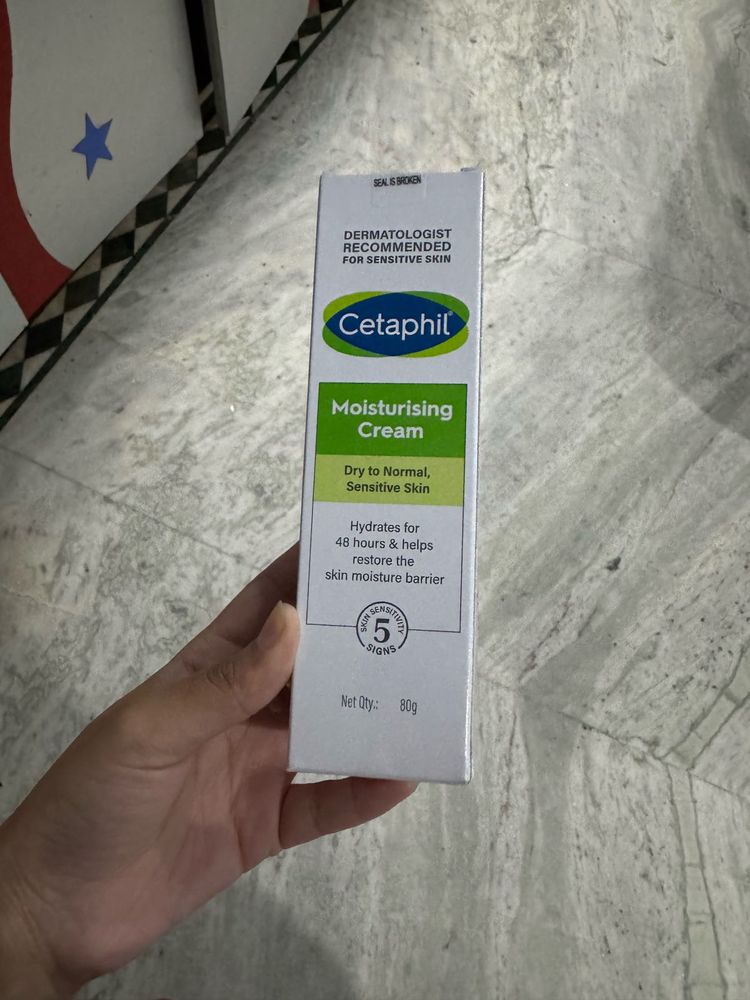 SEAL IS BROKEN
DERMATOLOGIST
RECOMMENDED
FOR SENSITIVE SKIN
Cetaphil®
Moisturising
Cream
Dry to Normal,
Sensitive Skin
Hydrates for
48 hours & helps
restore the
skin moisture barrier
SKIN SENSITIVITY
5
SIGNS
Net Qty.: 80g